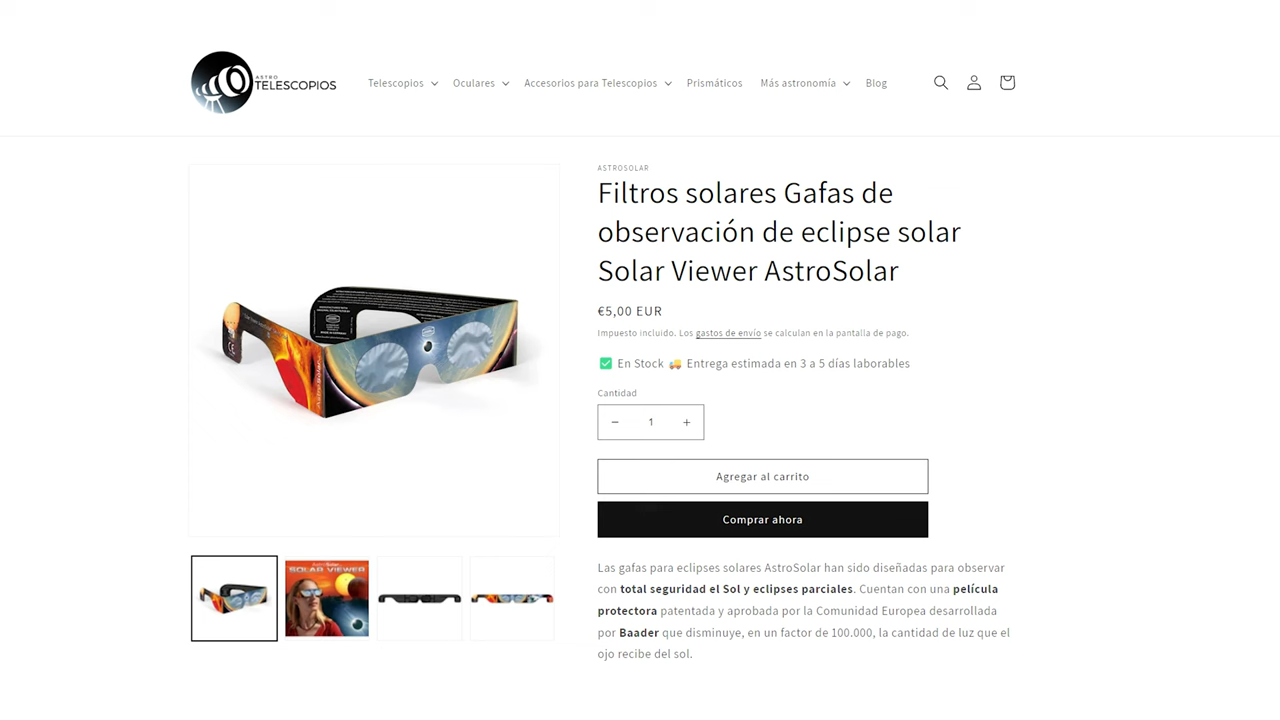 ASTRO
TELESCOPIOS
Telescopios
Oculares
Accesorios para Telescopios
Prismáticos
Más astronomía
Blog
ASTROSOLAR
Filtros solares Gafas de
observación de eclipse solar
Solar Viewer AstroSolar
€5,00 EUR
Impuesto incluido. Los gastos de envío se calculan en la pantalla de pago.
✅ En Stock 🚚 Entrega estimada en 3 a 5 días laborables
Cantidad
− 1 +
Agregar al carrito
Comprar ahora
SOLAR VIEWER
Las gafas para eclipses solares AstroSolar han sido diseñadas para observar
con total seguridad el Sol y eclipses parciales. Cuentan con una película
protectora patentada y aprobada por la Comunidad Europea desarrollada
por Baader que disminuye, en un factor de 100.000, la cantidad de luz que el
ojo recibe del sol.